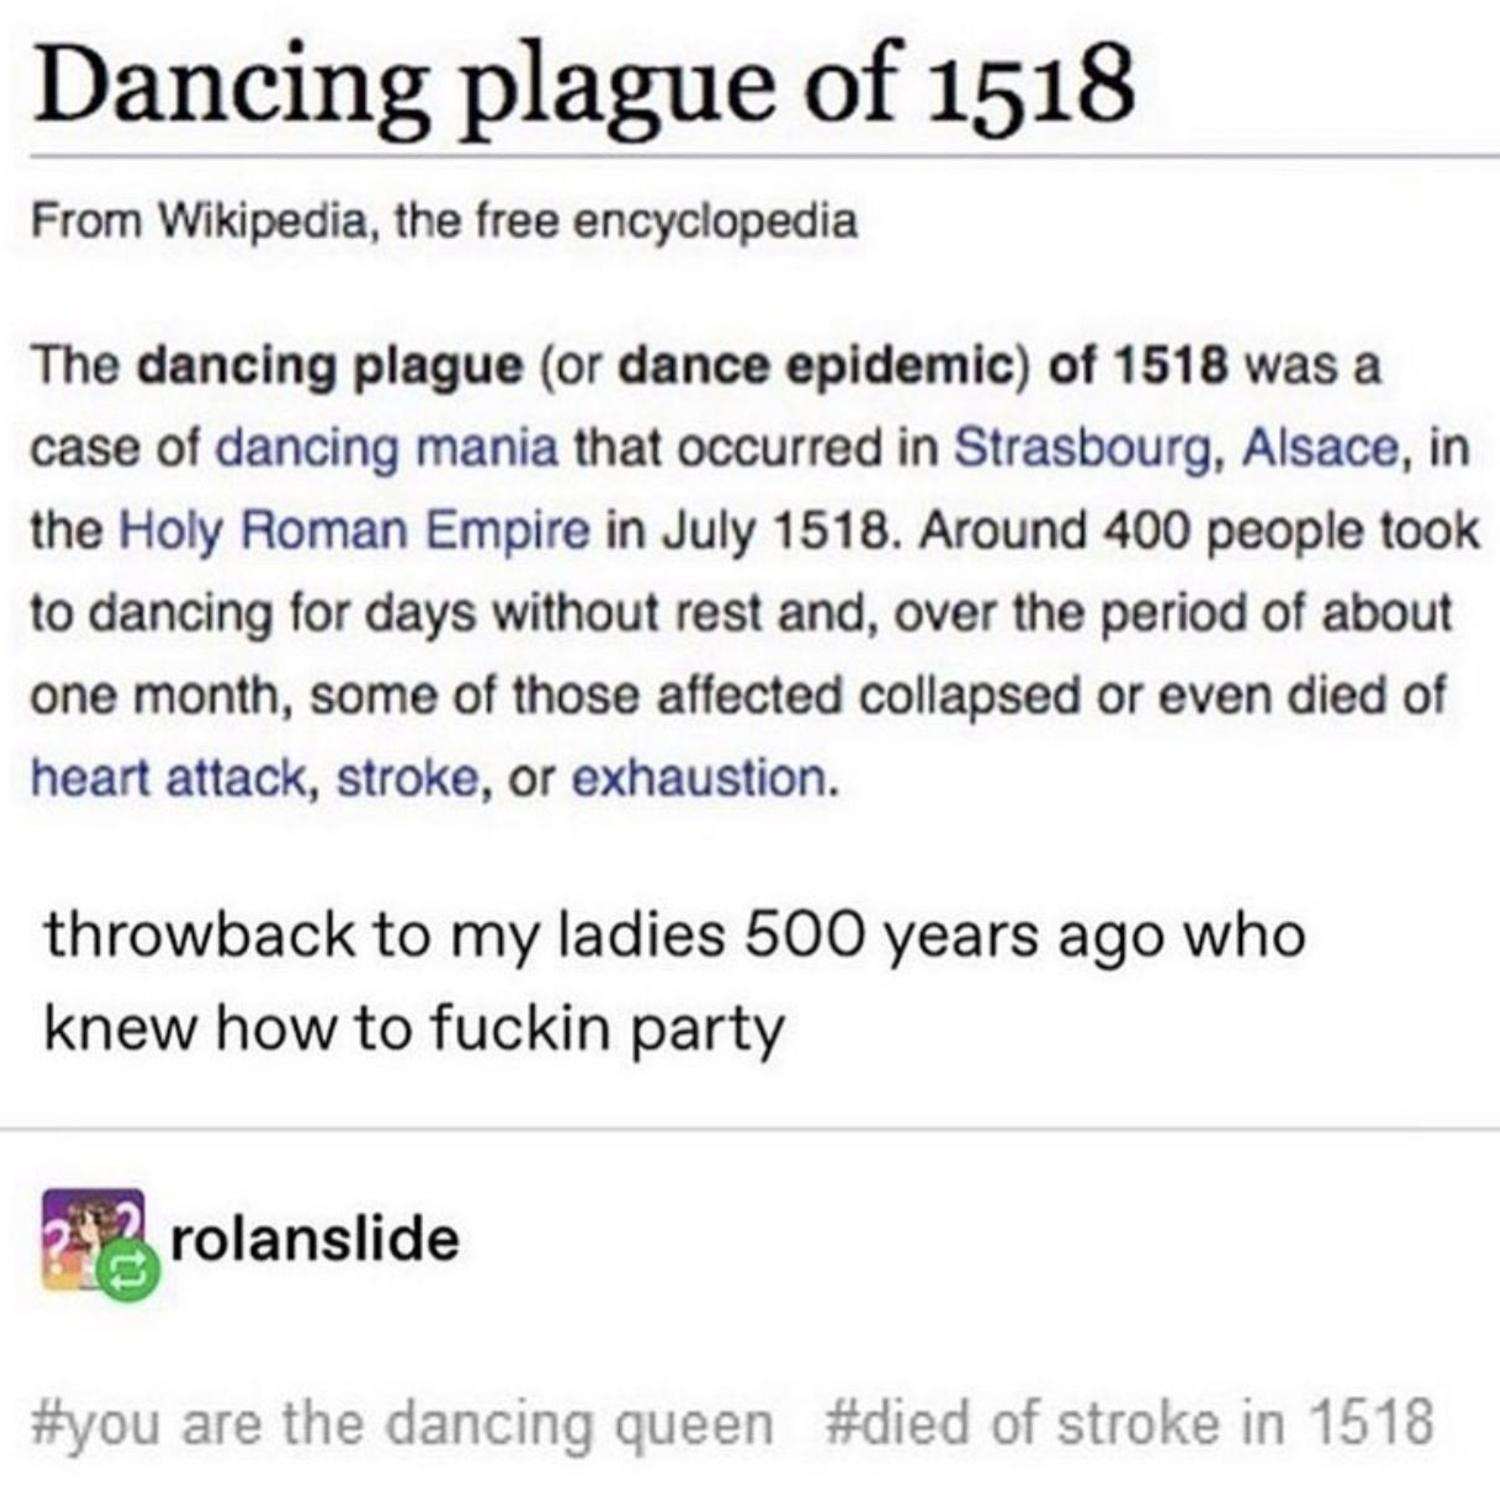 Dancing plague of 1518
From Wikipedia, the free encyclopedia
The dancing plague (or dance epidemic) of 1518 was a
case of dancing mania that occurred in Strasbourg, Alsace, in
the Holy Roman Empire in July 1518. Around 400 people took
to dancing for days without rest and, over the period of about
one month, some of those affected collapsed or even died of
heart attack, stroke, or exhaustion.
throwback to my ladies 500 years ago who
knew how to fuckin party
rolanslide
#you are the dancing queen #died of stroke in 1518